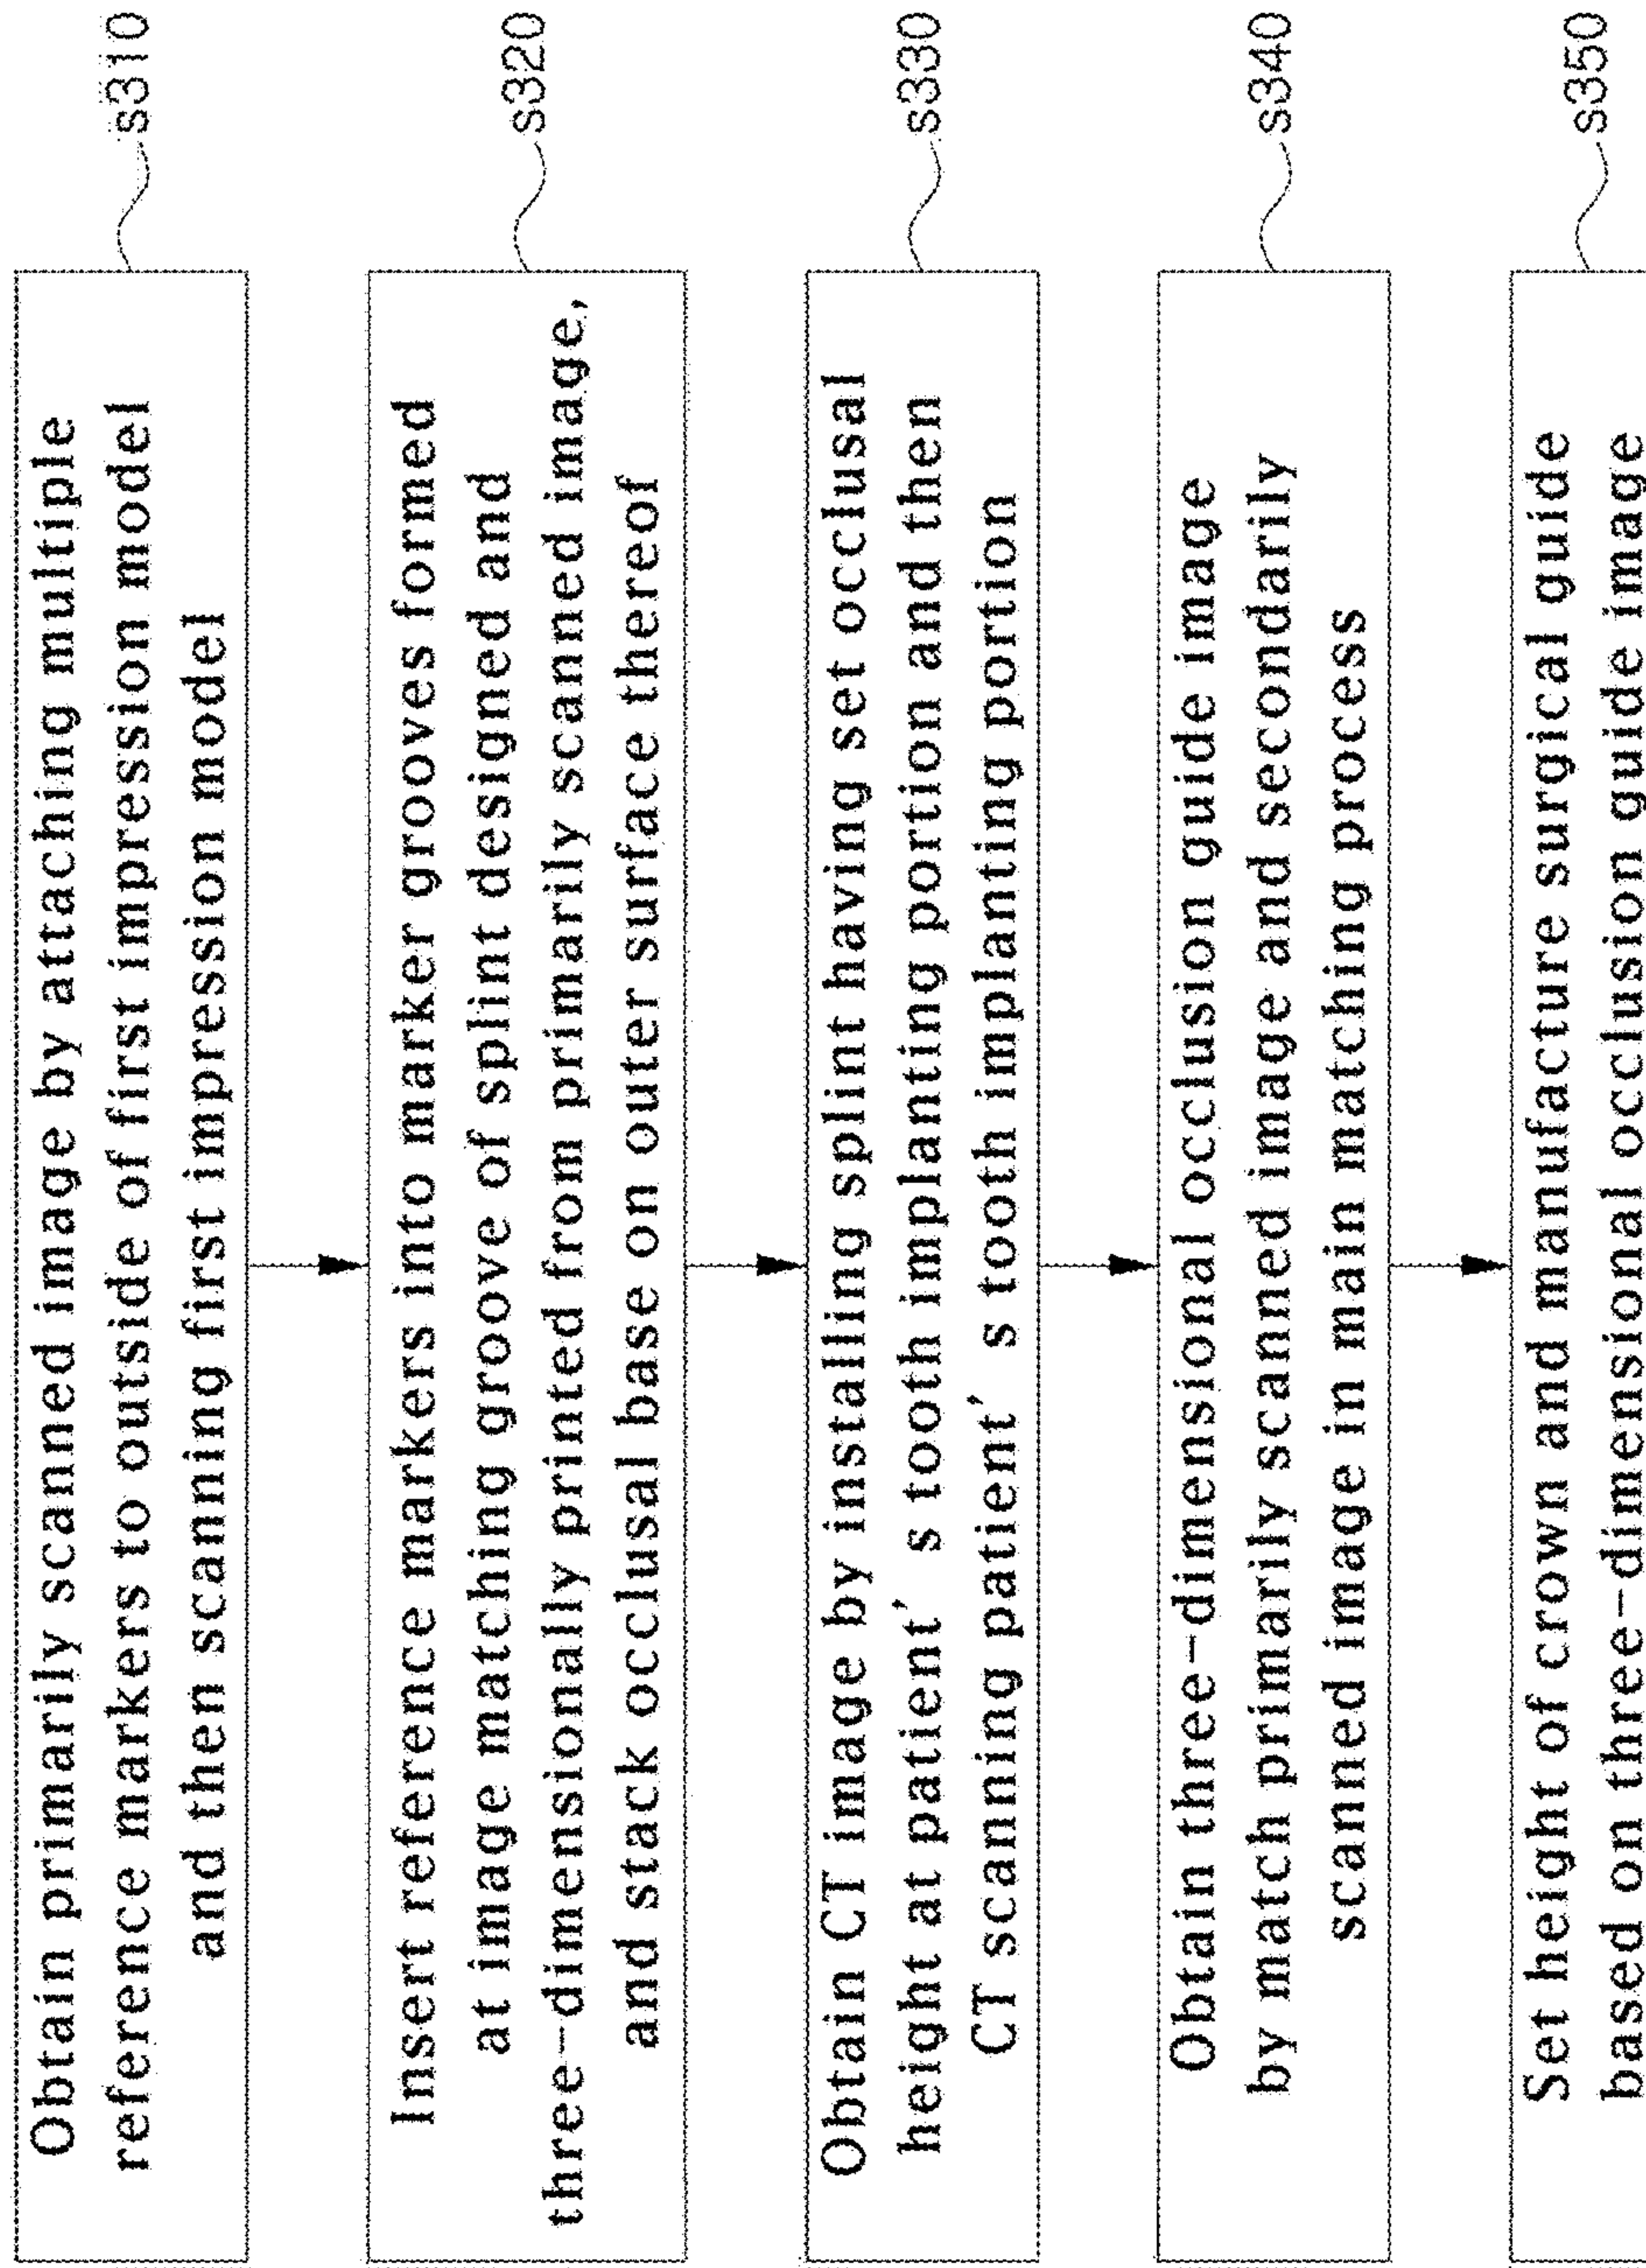 Obtain primarily scanned image by attaching multiple
reference markers to outside of first impression model
and then scanning first impression model
s310
Insert reference markers into marker grooves formed
at image matching groove of splint designed and
three-dimensionally printed from primarily scanned image,
and stack occlusal base on outer surface thereof
s320
Obtain CT image by installing splint having set occlusal
height at patient's tooth implanting portion and then
CT scanning patient's tooth implanting portion
s330
Obtain three-dimensional occlusion guide image
by match primarily scanned image and secondarily
scanned image in main matching process
s340
Set height of crown and manufacture surgical guide
based on three-dimensional occlusion guide image
s350